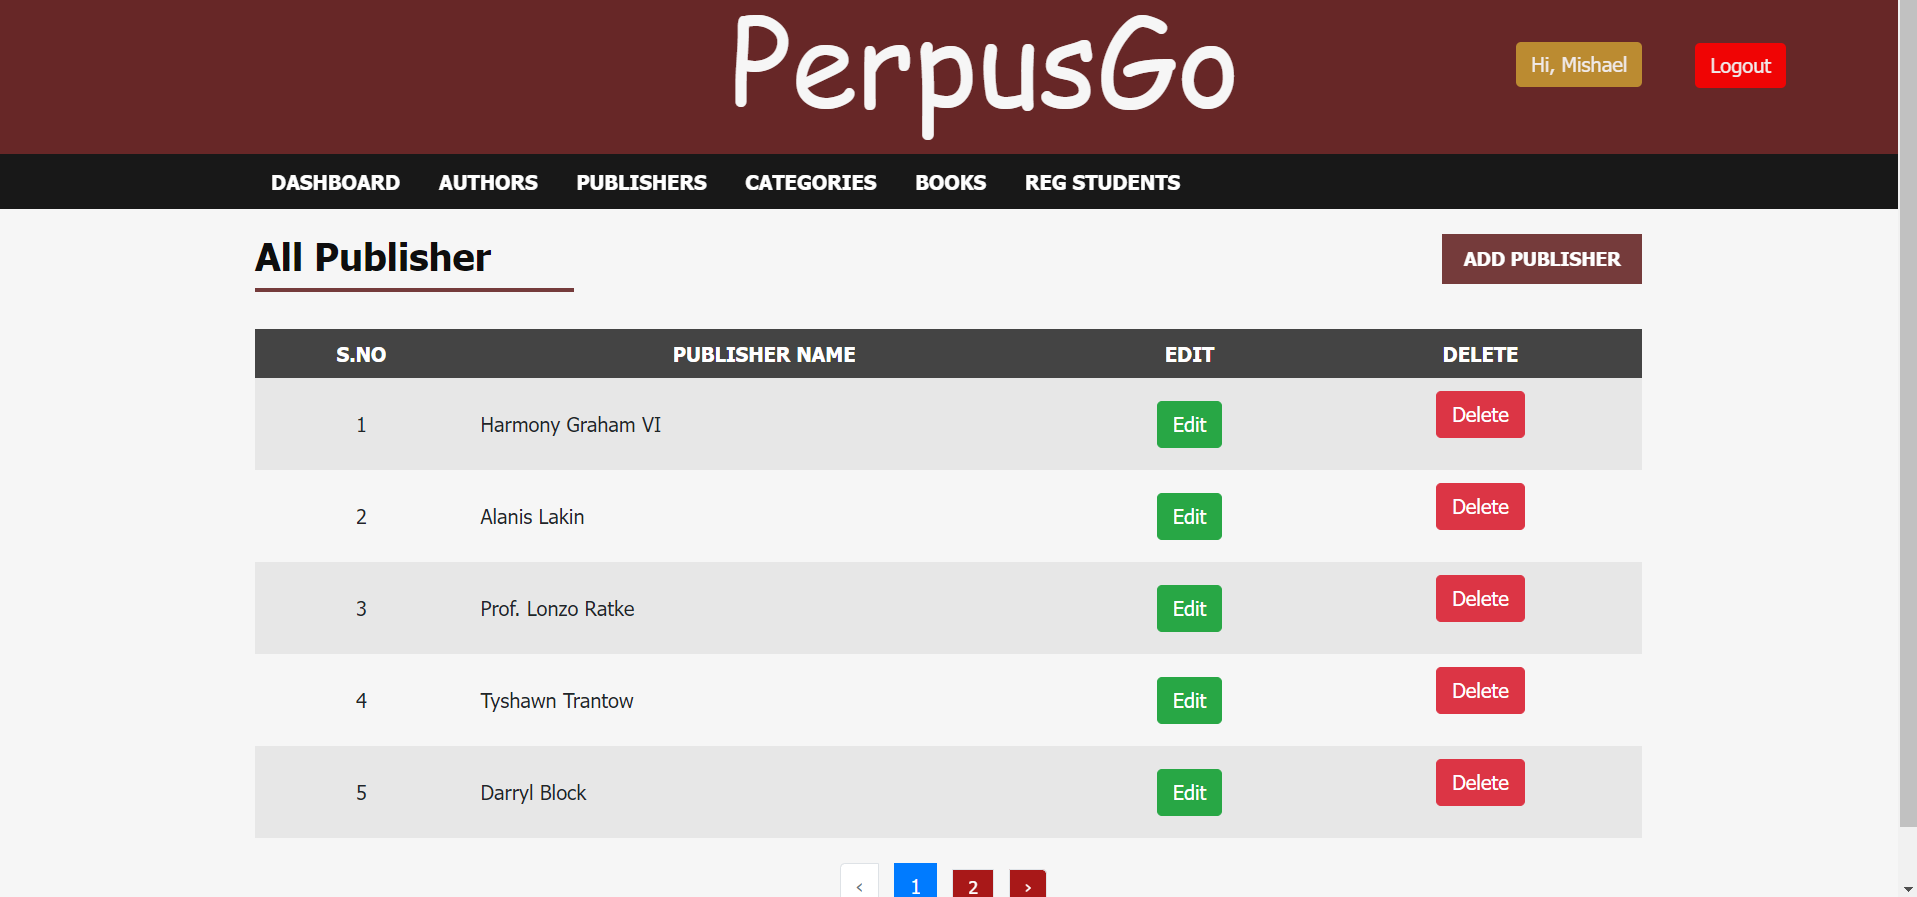 PerpusGo
Hi, Mishael
Logout
DASHBOARD AUTHORS PUBLISHERS CATEGORIES BOOKS REG STUDENTS
All Publisher
ADD PUBLISHER
S.NO PUBLISHER NAME EDIT DELETE
1 Harmony Graham VI Edit Delete
2 Alanis Lakin Edit Delete
3 Prof. Lonzo Ratke Edit Delete
4 Tyshawn Trantow Edit Delete
5 Darryl Block Edit Delete
‹ 1 2 ›